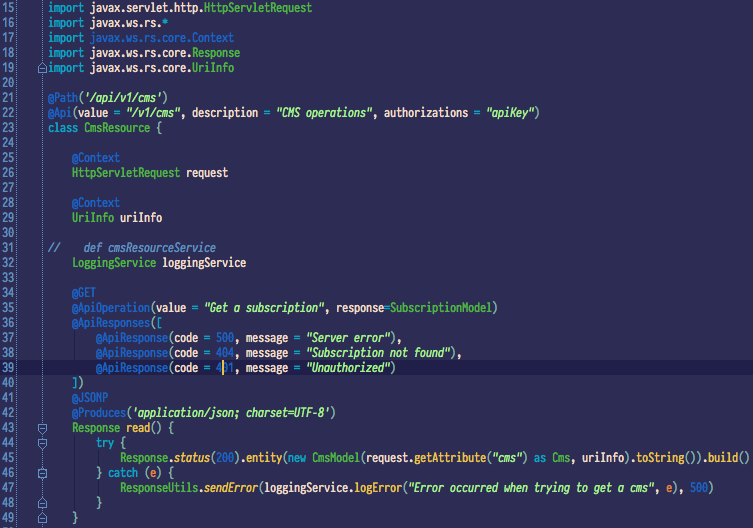 15 import javax.servlet.http.HttpServletRequest
16 import javax.ws.rs.*
17 import javax.ws.rs.core.Context
18 import javax.ws.rs.core.Response
19 import javax.ws.rs.core.UriInfo
20
21 @Path('/api/v1/cms')
22 @Api(value = "/v1/cms", description = "CMS operations", authorizations = "apiKey")
23 class CmsResource {
24
25     @Context
26     HttpServletRequest request
27
28     @Context
29     UriInfo uriInfo
30
31 //    def cmsResourceService
32     LoggingService loggingService
33
34     @GET
35     @ApiOperation(value = "Get a subscription", response=SubscriptionModel)
36     @ApiResponses([
37         @ApiResponse(code = 500, message = "Server error"),
38         @ApiResponse(code = 404, message = "Subscription not found"),
39         @ApiResponse(code = 401, message = "Unauthorized")
40     ])
41     @JSONP
42     @Produces('application/json; charset=UTF-8')
43     Response read() {
44         try {
45             Response.status(200).entity(new CmsModel(request.getAttribute("cms") as Cms, uriInfo).toString()).build()
46         } catch (e) {
47             ResponseUtils.sendError(loggingService.logError("Error occurred when trying to get a cms", e), 500)
48         }
49     }